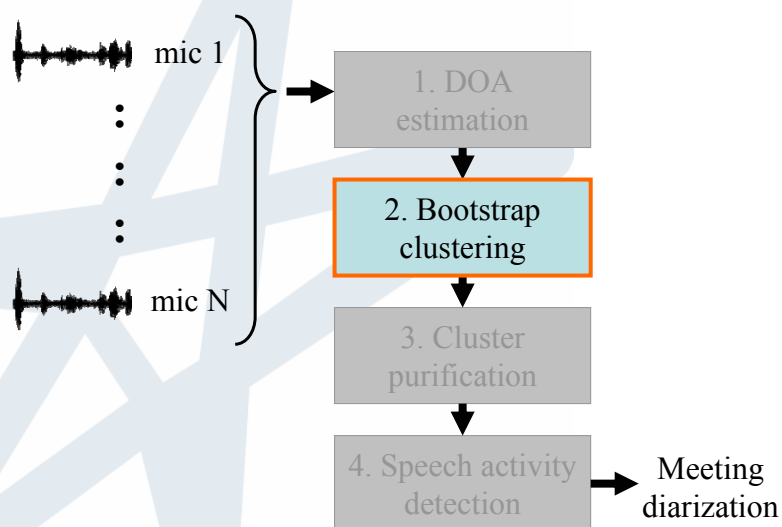 mic 1
mic N
1. DOA
estimation
2. Bootstrap
clustering
3. Cluster
purification
4. Speech activity
detection
Meeting
diarization